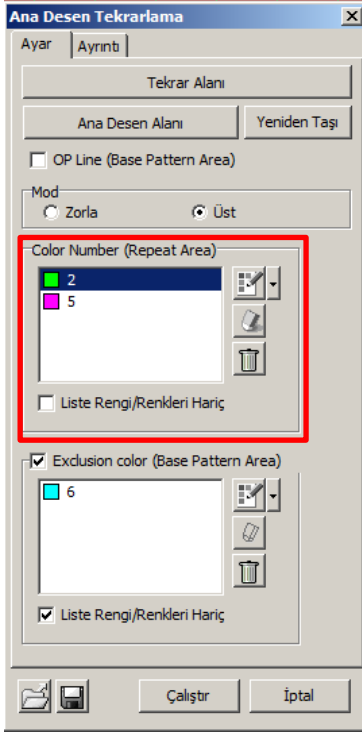 Ana Desen Tekrarlama
Ayar Ayrıntı
Tekrar Alanı
Ana Desen Alanı Yeniden Taşı
OP Line (Base Pattern Area)
Mod
Zorla Üst
Color Number (Repeat Area)
2
5
Liste Rengi/Renkleri Hariç
Exclusion color (Base Pattern Area)
6
Liste Rengi/Renkleri Hariç
Çalıştır İptal